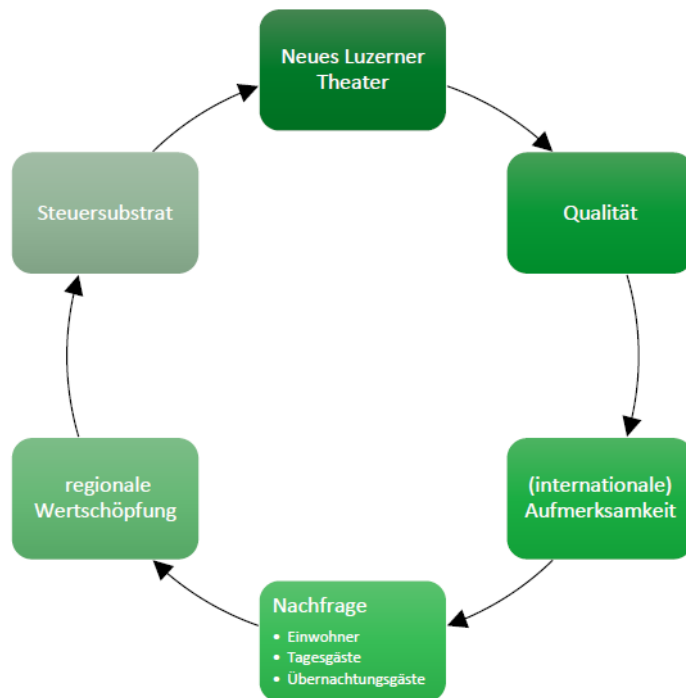 Neues Luzerner
Theater
Qualität
(internationale)
Aufmerksamkeit
Nachfrage
• Einwohner
• Tagesgäste
• Übernachtungsgäste
regionale
Wertschöpfung
Steuersubstrat